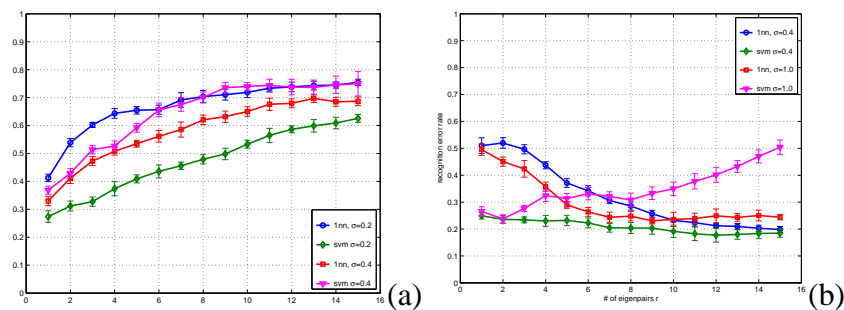 1
0.9
0.8
0.7
0.6
0.5
0.4
0.3
0.2
0.1
0
0 2 4 6 8 10 12 14 16
1nn, σ=0.2
svm σ=0.2
1nn, σ=0.4
svm σ=0.4
(a)
1
0.9
0.8
0.7
0.6
0.5
0.4
0.3
0.2
0.1
0
recognition error rate
0 2 4 6 8 10 12 14 16
# of eigenpairs r
1nn, σ=0.4
svm σ=0.4
1nn, σ=1.0
svm σ=1.0
(b)